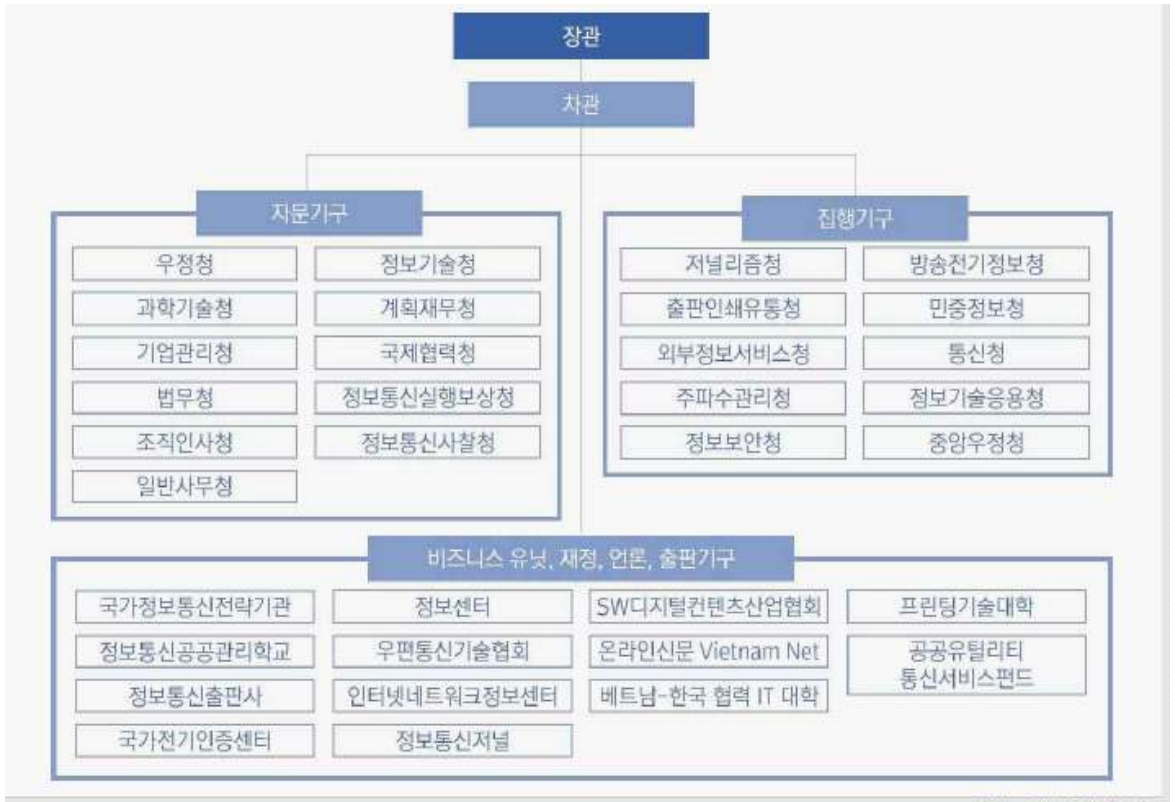 장관
차관
자문기구
우정청
정보기술청
과학기술청
계획재무청
기업관리청
국제협력청
법무청
정보통신실행보상청
조직인사청
정보통신사찰청
일반사무청
집행기구
저널리즘청
방송전기정보청
출판인쇄유통청
민중정보청
외부정보서비스청
통신청
주파수관리청
정보기술응용청
정보보안청
중앙우정청
비즈니스 유닛, 재정, 언론, 출판기구
국가정보통신전략기관
정보센터
SW디지털컨텐츠산업협회
프린팅기술대학
정보통신공공관리학교
우편통신기술협회
온라인신문 Vietnam Net
공공유틸리티
통신서비스펀드
정보통신출판사
인터넷네트워크정보센터
베트남-한국 협력 IT 대학
국가전기인증센터
정보통신저널